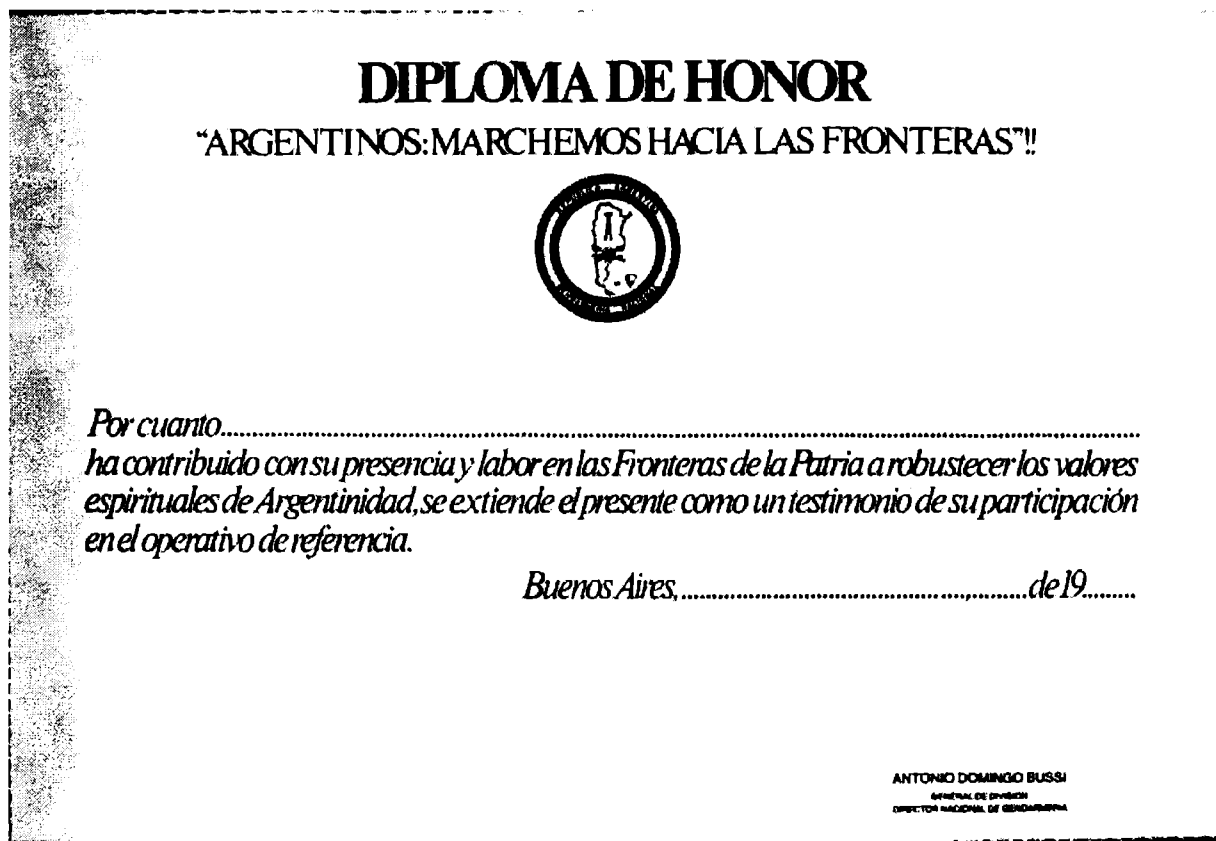 DIPLOMA DE HONOR
"ARGENTINOS: MARCHEMOS HACIA LAS FRONTERAS"!!
Por cuanto................................................................................
ha contribuido con su presencia y labor en las Fronteras de la Patria a robustecer los valores
espirituales de Argentinidad, se extiende el presente como un testimonio de su participación
en el operativo de referencia.
Buenos Aires, ..................................................... de 19.........
ANTONIO DOMINGO BUSSI
GENERAL DE DIVISION
DIRECTOR NACIONAL DE GENDARMERIA